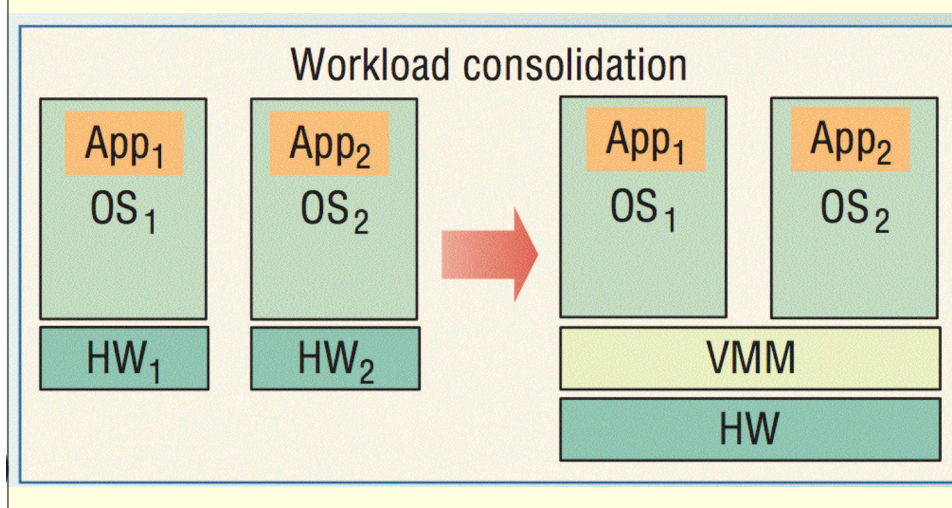 Workload consolidation
App₁ App₂ App₁ App₂
OS₁ OS₂ OS₁ OS₂
HW₁ HW₂ VMM
HW